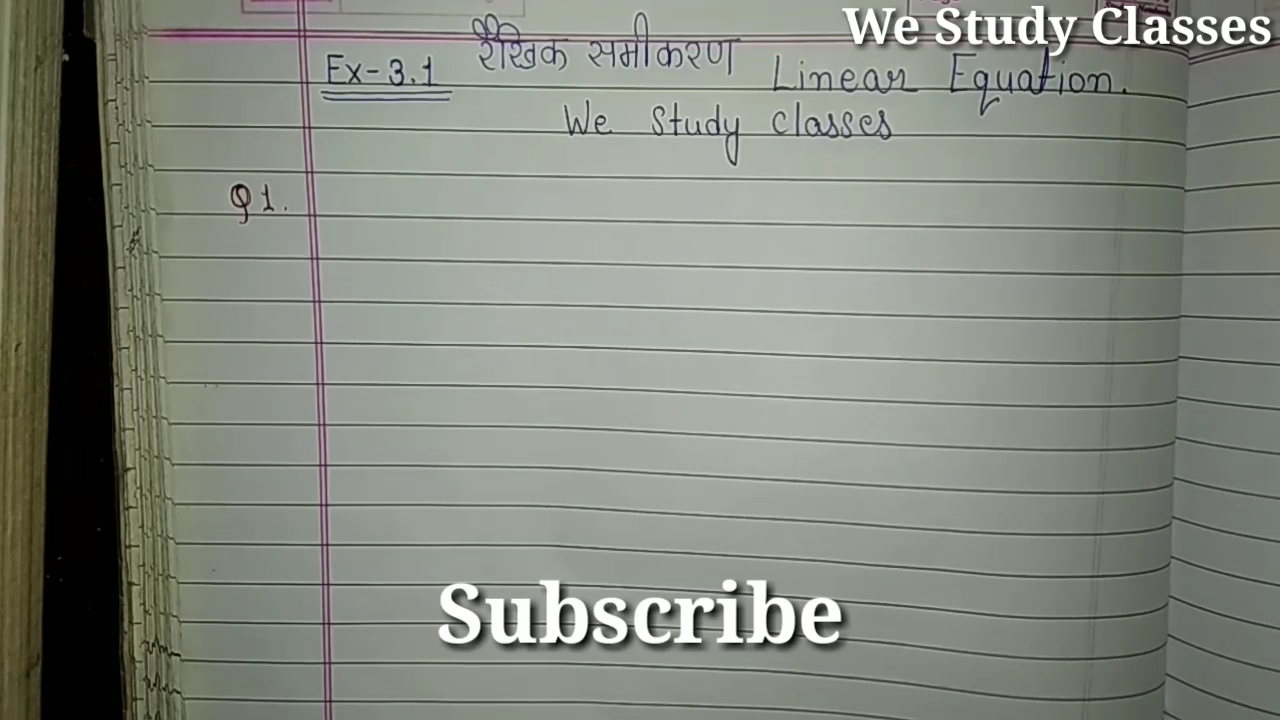 We Study Classes
Ex-3.1 रैखिक समीकरण Linear Equation.
We Study classes
Q1.
Subscribe